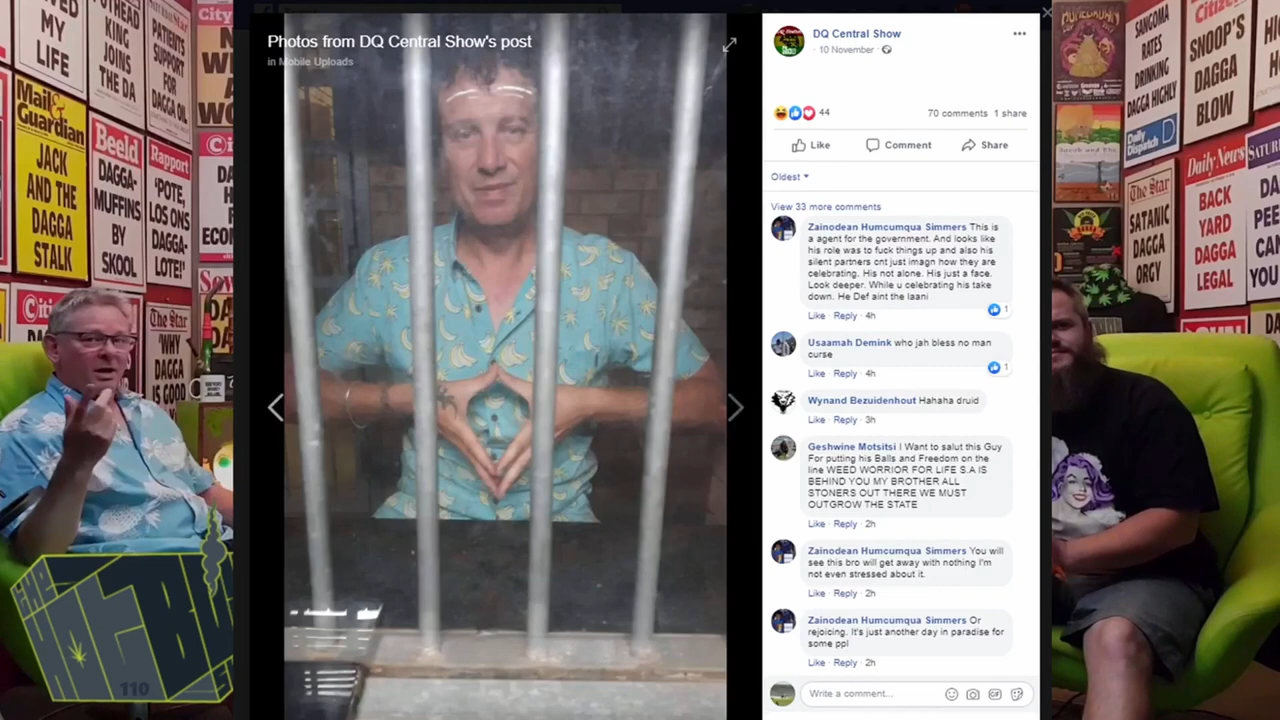 MY
LIFE
KING
JOINS
THE DA
PATIENTS
SUPPORT
FOR
DAGGA OIL
Mail&
Guardian
JACK
AND THE
DAGGA
STALK
Beeld
DAGGA-
MUFFINS
BY
SKOOL
Rapport
'POTE,
LOS ONS
DAGGA-
LOTE!'
The Star
'WHY
DAGGA
IS GOOD
110
Photos from DQ Central Show's post
in Mobile Uploads
DQ Central Show
10 November
44
70 comments 1 share
Like
Comment
Share
Oldest
View 33 more comments
Zainodean Humcumqua Simmers This is
a agent for the government. And looks like
his role was to fuck things up and also his
silent partners cnt just imagn how they are
celebrating. His not alone. His just a face.
Look deeper. While u celebrating his take
down. He Def aint the laani
1
Like · Reply · 4h
Usaamah Demink who jah bless no man
curse
1
Like · Reply · 4h
Wynand Bezuidenhout Hahaha druid
Like · Reply · 3h
Geshwine Motsitsi I Want to salut this Guy
For putting his Balls and Freedom on the
line WEED WORRIOR FOR LIFE S.A IS
BEHIND YOU MY BROTHER ALL
STONERS OUT THERE WE MUST
OUTGROW THE STATE
Like · Reply · 2h
Zainodean Humcumqua Simmers You will
see this bro will get away with nothing I'm
not even stressed about it.
Like · Reply · 2h
Zainodean Humcumqua Simmers Or
rejoicing. It's just another day in paradise for
some ppl
Like · Reply · 2h
Write a comment...
GIF
SANGOMA
RATES
DRINKING
DAGGA HIGHLY
Daily
Dispatch
Citizen
SNOOP'S
DAGGA
BLOW
The Star
SATANIC
DAGGA
ORGY
Daily News
BACK
YARD
DAGGA
LEGAL